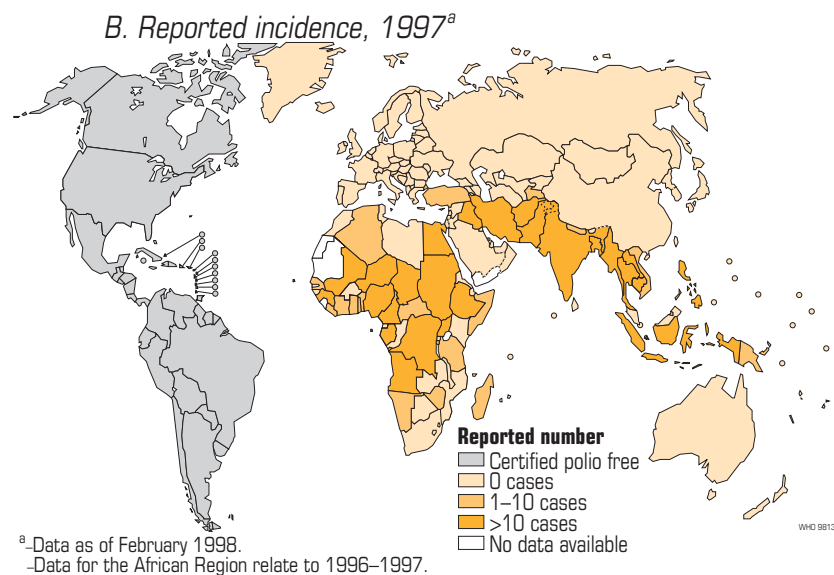 B. Reported incidence, 1997ᵃ
Reported number
Certified polio free
0 cases
1–10 cases
>10 cases
No data available
WHO 9813
ᵃ–Data as of February 1998.
–Data for the African Region relate to 1996–1997.